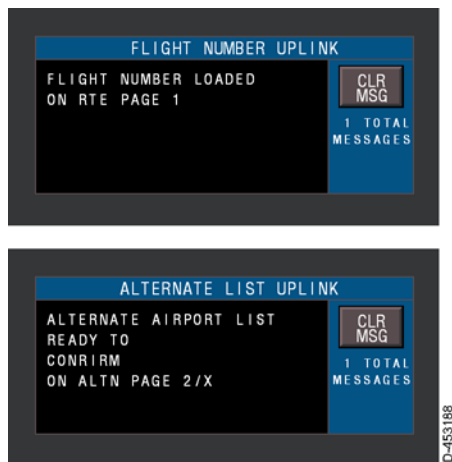 FLIGHT NUMBER UPLINK
FLIGHT NUMBER LOADED
ON RTE PAGE 1
CLR
MSG
1 TOTAL
MESSAGES
ALTERNATE LIST UPLINK
ALTERNATE AIRPORT LIST
READY TO
CONRIRM
ON ALTN PAGE 2/X
CLR
MSG
1 TOTAL
MESSAGES
D-453188